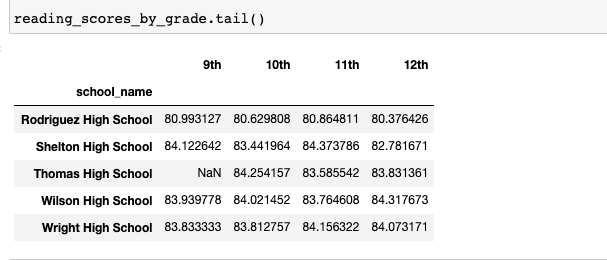 reading_scores_by_grade.tail()
9th 10th 11th 12th
school_name
Rodriguez High School 80.993127 80.629808 80.864811 80.376426
Shelton High School 84.122642 83.441964 84.373786 82.781671
Thomas High School NaN 84.254157 83.585542 83.831361
Wilson High School 83.939778 84.021452 83.764608 84.317673
Wright High School 83.833333 83.812757 84.156322 84.073171